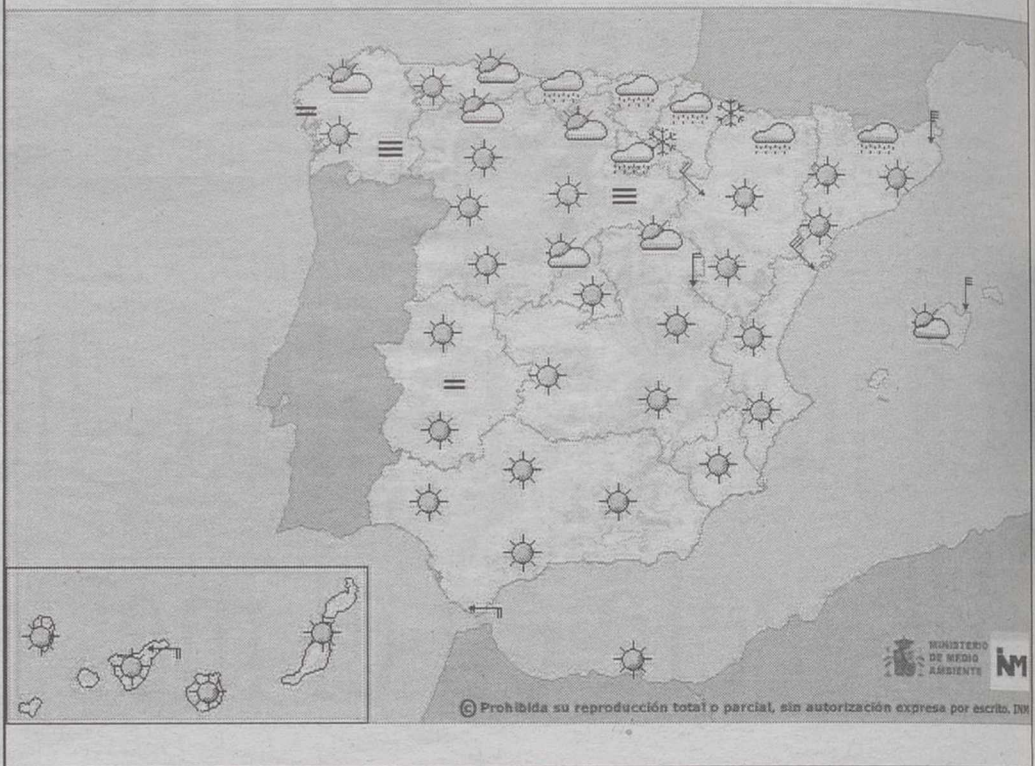 MINISTERIO
DE MEDIO
AMBIENTE
INM
© Prohibida su reproducción total o parcial, sin autorización expresa por escrito. INM